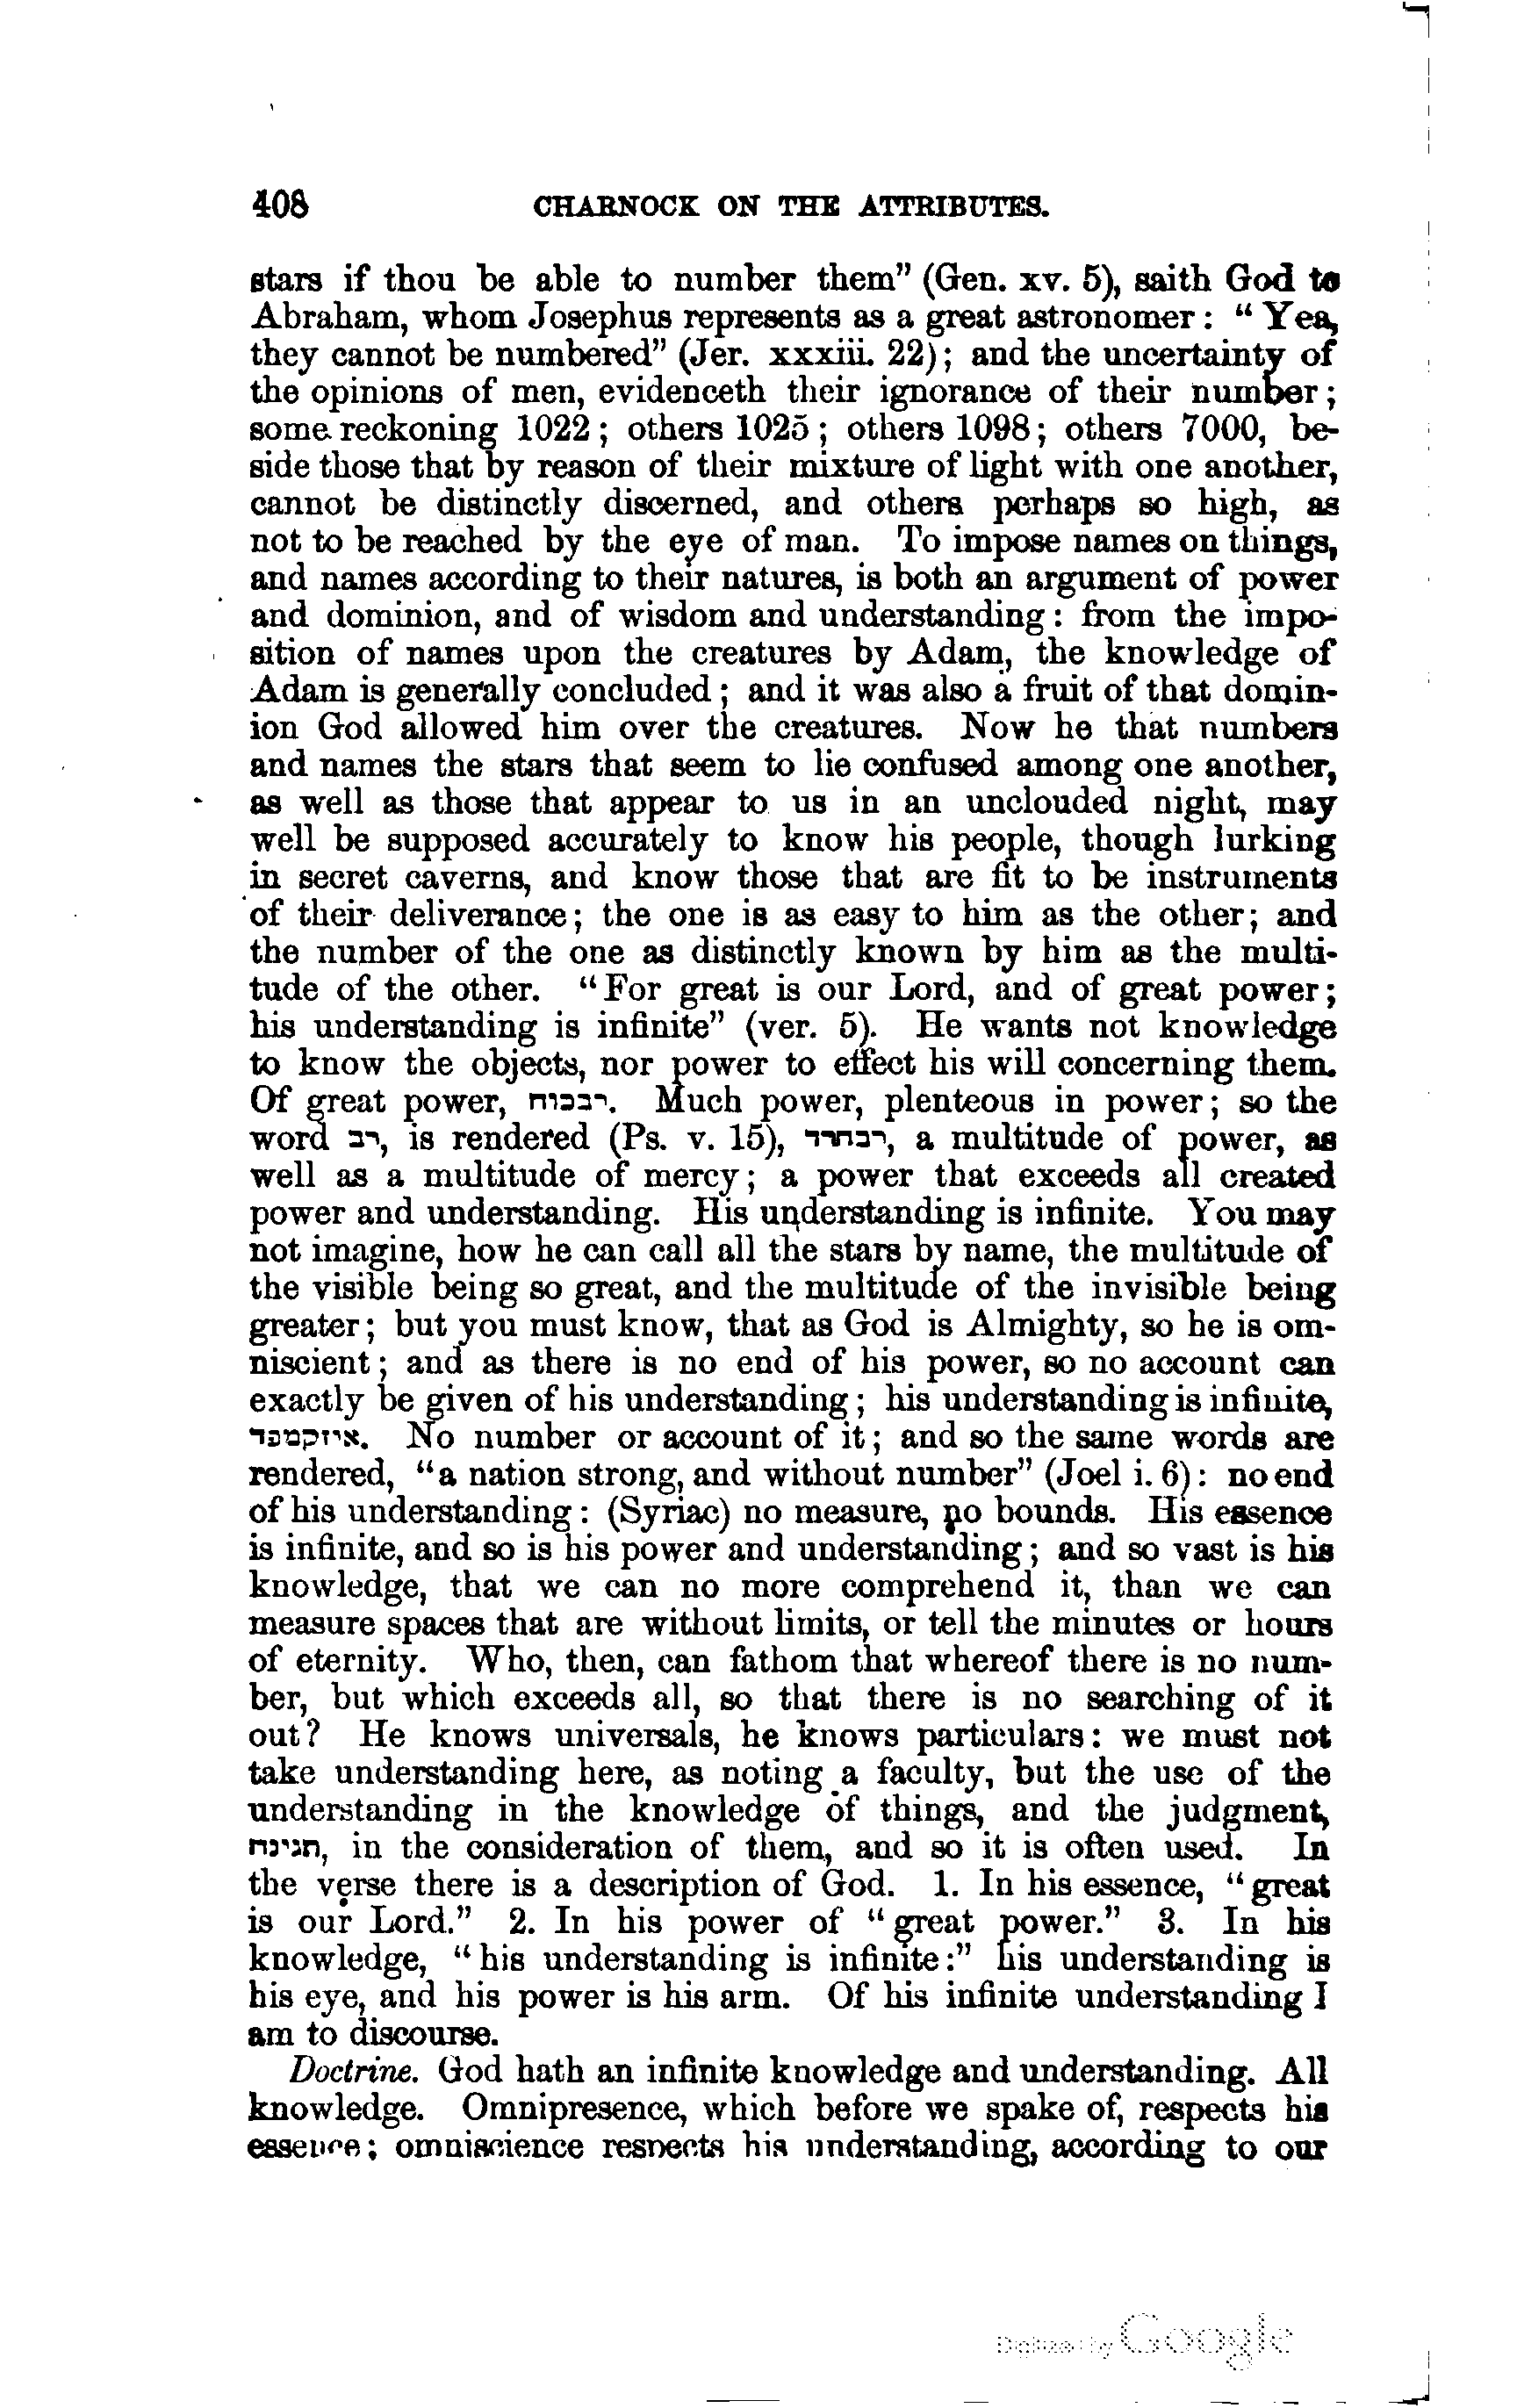 408 CHARNOCK ON THE ATTRIBUTES.
stars if thou be able to number them” (Gen. xv. 5), saith God to
Abraham, whom Josephus represents as a great astronomer: “ Yea,
they cannot be numbered” (Jer. xxxiii. 22); and the uncertainty of
the opinions of men, evidenceth their ignorance of their number;
some reckoning 1022; others 1025; others 1098; others 7000, be-
side those that by reason of their mixture of light with one another,
cannot be distinctly discerned, and others perhaps so high, as
not to be reached by the eye of man. To impose names on things,
and names according to their natures, is both an argument of power
and dominion, and of wisdom and understanding: from the impo-
sition of names upon the creatures by Adam, the knowledge of
Adam is generally concluded; and it was also a fruit of that domin-
ion God allowed him over the creatures. Now he that numbers
and names the stars that seem to lie confused among one another,
as well as those that appear to us in an unclouded night, may
well be supposed accurately to know his people, though lurking
in secret caverns, and know those that are fit to be instruments
of their deliverance; the one is as easy to him as the other; and
the number of the one as distinctly known by him as the multi-
tude of the other. “For great is our Lord, and of great power;
his understanding is infinite” (ver. 5). He wants not knowledge
to know the objects, nor power to effect his will concerning them.
Of great power, רבכוח. Much power, plenteous in power; so the
word רב, is rendered (Ps. v. 15), a multitude of power, as
well as a multitude of mercy; a power that exceeds all created
power and understanding. His understanding is infinite. You may
not imagine, how he can call all the stars by name, the multitude of
the visible being so great, and the multitude of the invisible being
greater; but you must know, that as God is Almighty, so he is om-
niscient; and as there is no end of his power, so no account can
exactly be given of his understanding; his understanding is infinite,
No number or account of it; and so the same words are
rendered, “a nation strong, and without number” (Joel i. 6): no end
of his understanding: (Syriac) no measure, no bounds. His essence
is infinite, and so is his power and understanding; and so vast is his
knowledge, that we can no more comprehend it, than we can
measure spaces that are without limits, or tell the minutes or hours
of eternity. Who, then, can fathom that whereof there is no num-
ber, but which exceeds all, so that there is no searching of it
out? He knows universals, he knows particulars: we must not
take understanding here, as noting a faculty, but the use of the
understanding in the knowledge of things, and the judgment,
in the consideration of them, and so it is often used. In
the verse there is a description of God. 1. In his essence, “great
is our Lord.” 2. In his power of “great power.” 3. In his
knowledge, “his understanding is infinite:” his understanding is
his eye, and his power is his arm. Of his infinite understanding I
am to discourse.
Doctrine. God hath an infinite knowledge and understanding. All
knowledge. Omnipresence, which before we spake of, respects his
essence; omniscience respects his understanding, according to our
Digitized by Google